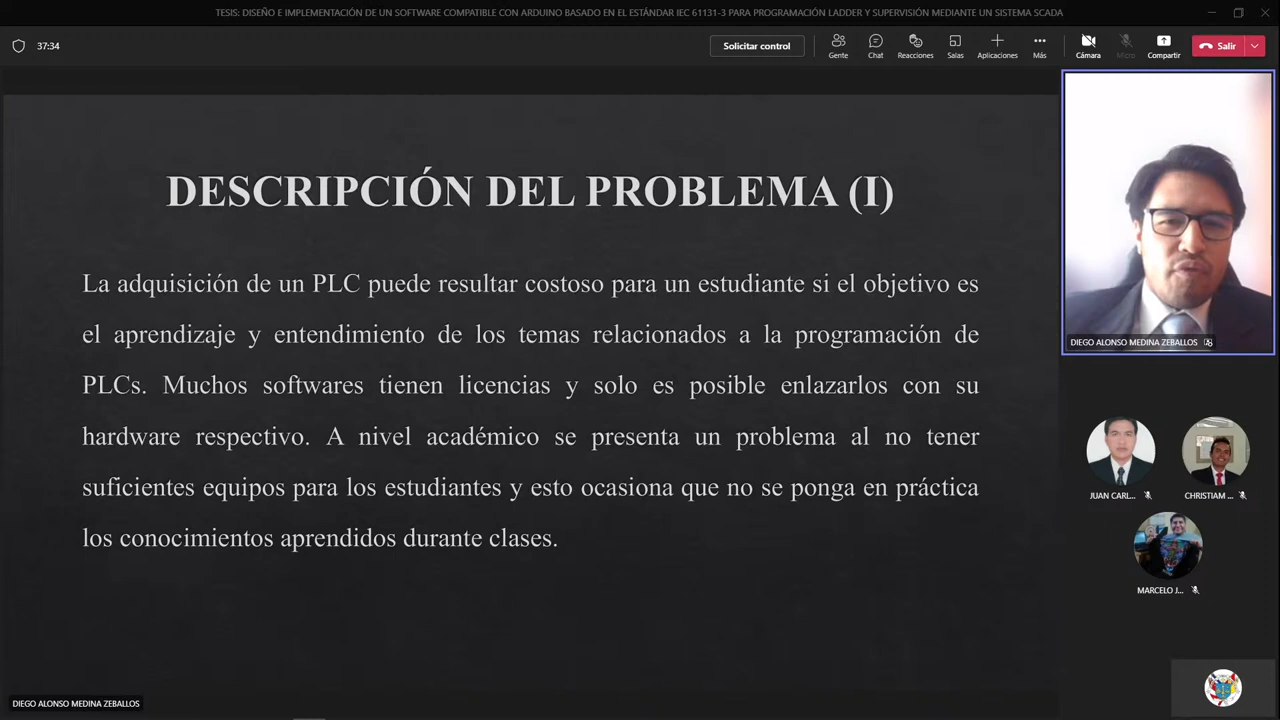 TESIS: DISEÑO E IMPLEMENTACIÓN DE UN SOFTWARE COMPATIBLE CON ARDUINO BASADO EN EL ESTÁNDAR IEC 61131-3 PARA PROGRAMACIÓN LADDER Y SUPERVISIÓN MEDIANTE UN SISTEMA SCADA
37:34
Solicitar control
Gente
Chat
Reacciones
Salas
Aplicaciones
Más
Cámara
Micro
Compartir
Salir
DESCRIPCIÓN DEL PROBLEMA (I)
La adquisición de un PLC puede resultar costoso para un estudiante si el objetivo es
el aprendizaje y entendimiento de los temas relacionados a la programación de
PLCs. Muchos softwares tienen licencias y solo es posible enlazarlos con su
hardware respectivo. A nivel académico se presenta un problema al no tener
suficientes equipos para los estudiantes y esto ocasiona que no se ponga en práctica
los conocimientos aprendidos durante clases.
DIEGO ALONSO MEDINA ZEBALLOS
JUAN CARL...
CHRISTIAM ...
MARCELO J...
DIEGO ALONSO MEDINA ZEBALLOS